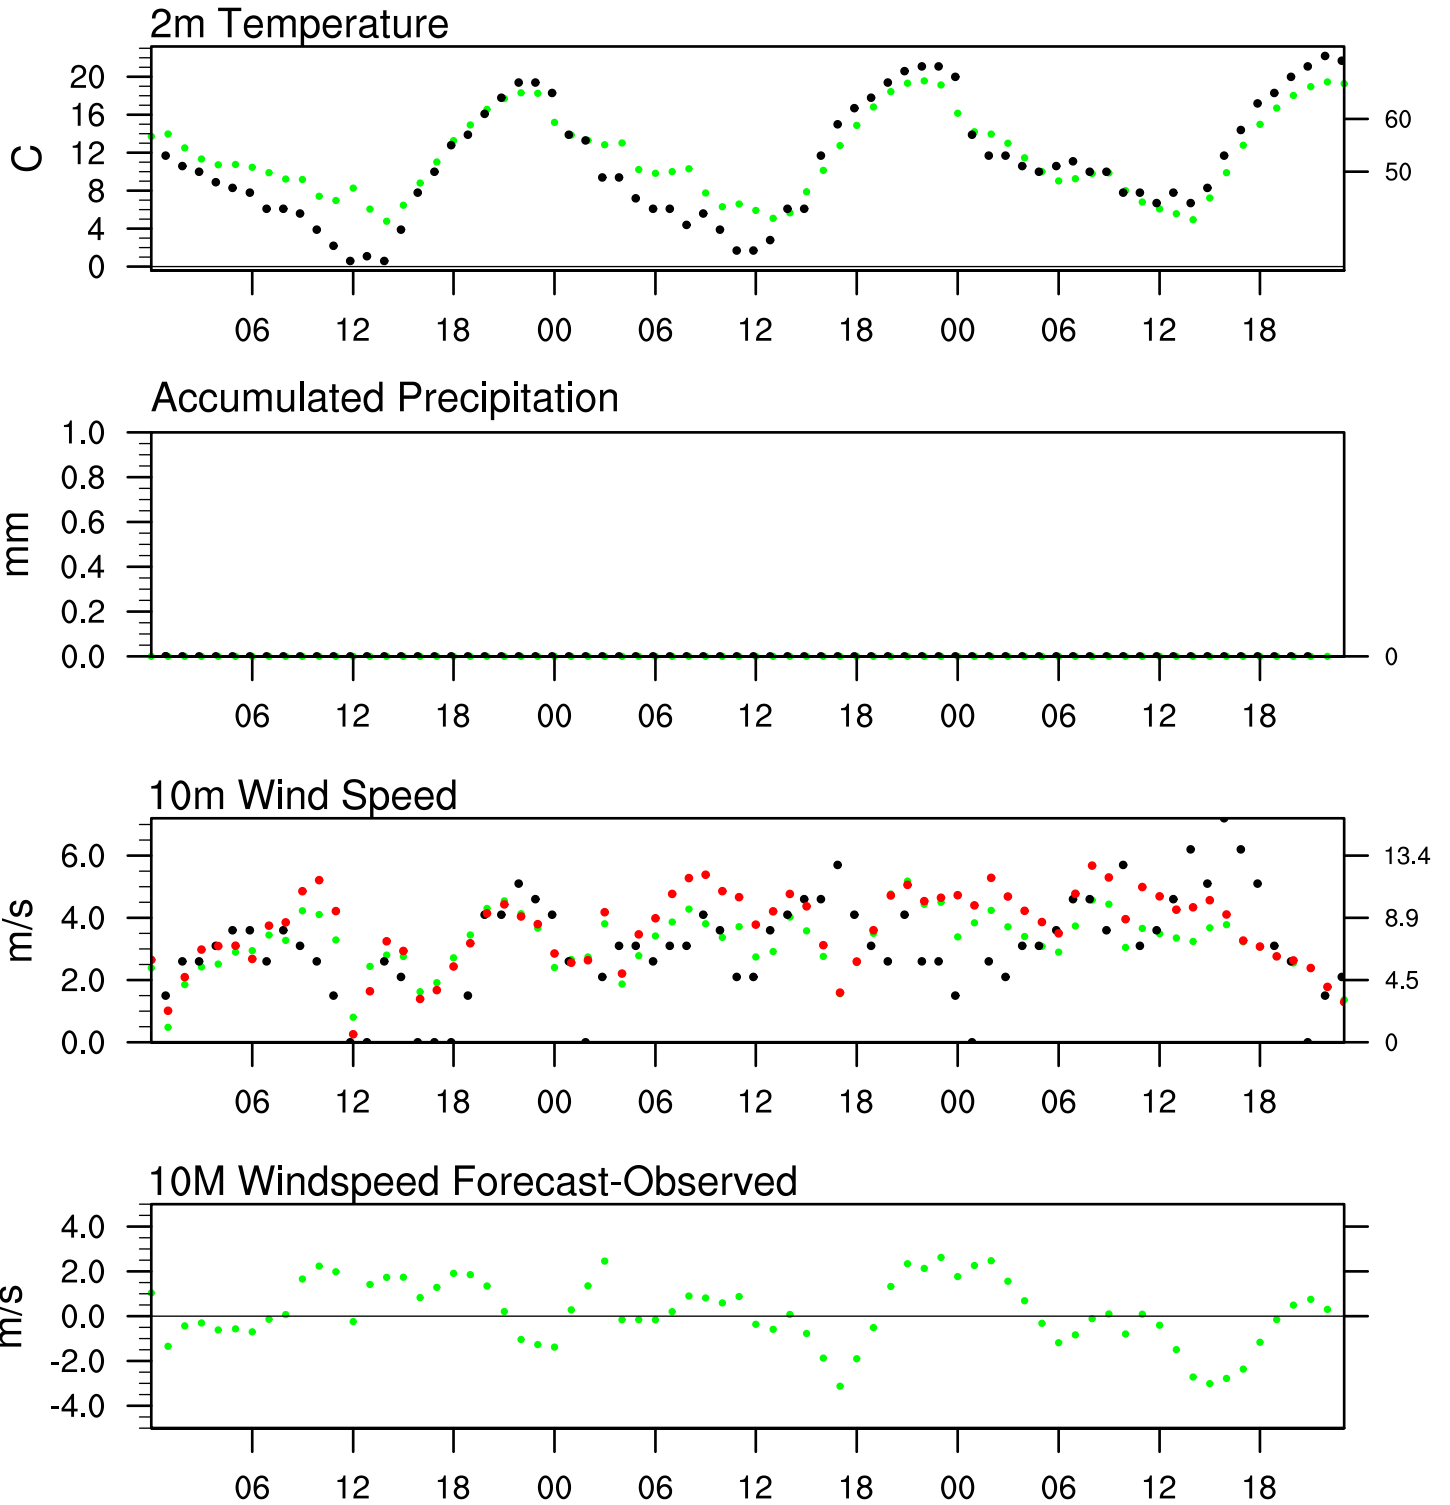 2m Temperature
C
20
16
12
8
4
0
60
50
06 12 18 00 06 12 18 00 06 12 18
Accumulated Precipitation
mm
1.0
0.8
0.6
0.4
0.2
0.0
0
06 12 18 00 06 12 18 00 06 12 18
10m Wind Speed
m/s
6.0
4.0
2.0
0.0
13.4
8.9
4.5
0
06 12 18 00 06 12 18 00 06 12 18
10M Windspeed Forecast-Observed
m/s
4.0
2.0
0.0
-2.0
-4.0
06 12 18 00 06 12 18 00 06 12 18